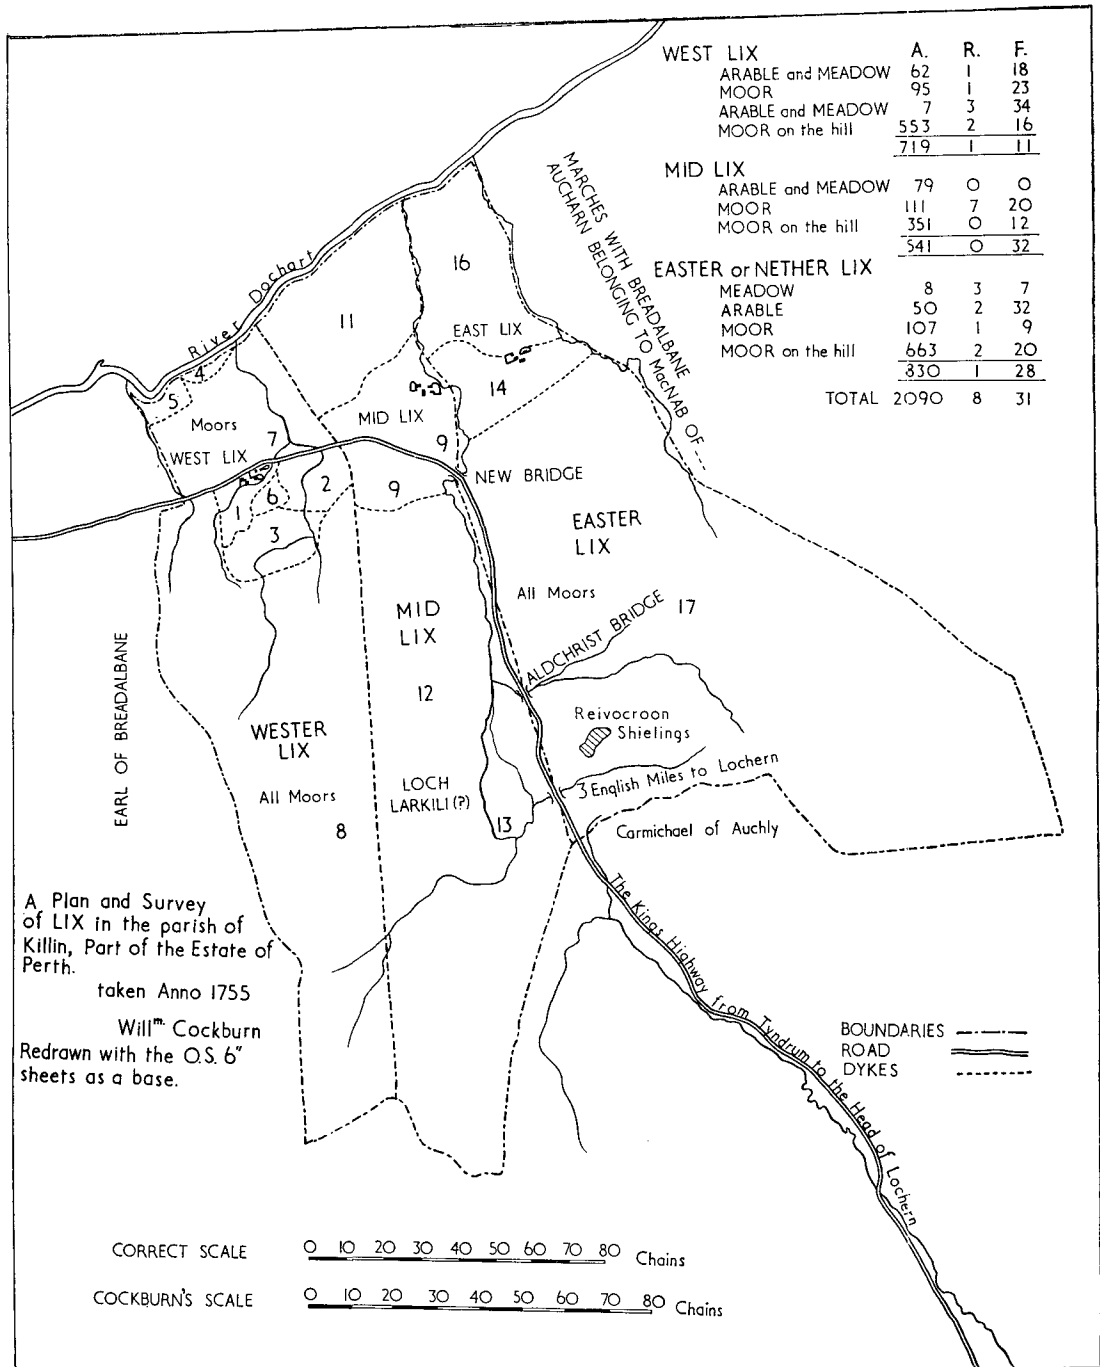 WEST LIX A. R. F.
ARABLE and MEADOW 62 1 18
MOOR 95 1 23
ARABLE and MEADOW 7 3 34
MOOR on the hill 553 2 16
719 1 11
MID LIX
ARABLE and MEADOW 79 0 0
MOOR 111 7 20
MOOR on the hill 351 0 12
541 0 32
EASTER or NETHER LIX
MEADOW 8 3 7
ARABLE 50 2 32
MOOR 107 1 9
MOOR on the hill 663 2 20
830 1 28
TOTAL 2090 8 31
MARCHES WITH BREADALBANE
AUCHARN BELONGING TO MacNAB OF
River Dochart
16
11
EAST LIX
4
5
14
Moors
MID LIX
7
9
WEST LIX
NEW BRIDGE
2
9
6
1
3
EASTER
LIX
All Moors
MID
LIX
17
ALDCHRIST BRIDGE
12
EARL OF BREADALBANE
Reivocroon
Shielings
WESTER
LIX
3 English Miles to Lochern
LOCH
LARKILI (?)
All Moors
8
13
Carmichael of Auchly
The Kings Highway from Tyndrum to the Head of Lochern
A Plan and Survey
of LIX in the parish of
Killin, Part of the Estate of
Perth.
taken Anno 1755
Willm. Cockburn
Redrawn with the O.S. 6"
sheets as a base.
BOUNDARIES
ROAD
DYKES
CORRECT SCALE 0 10 20 30 40 50 60 70 80 Chains
COCKBURN'S SCALE 0 10 20 30 40 50 60 70 80 Chains